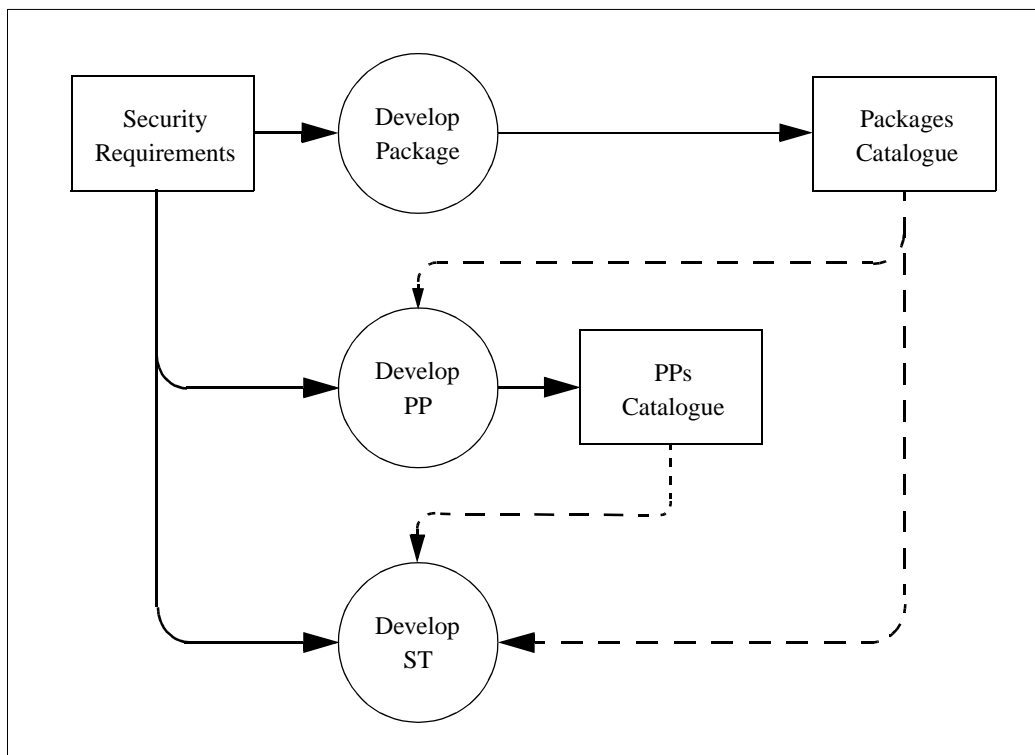 Security
Requirements
Develop
Package
Packages
Catalogue
Develop
PP
PPs
Catalogue
Develop
ST